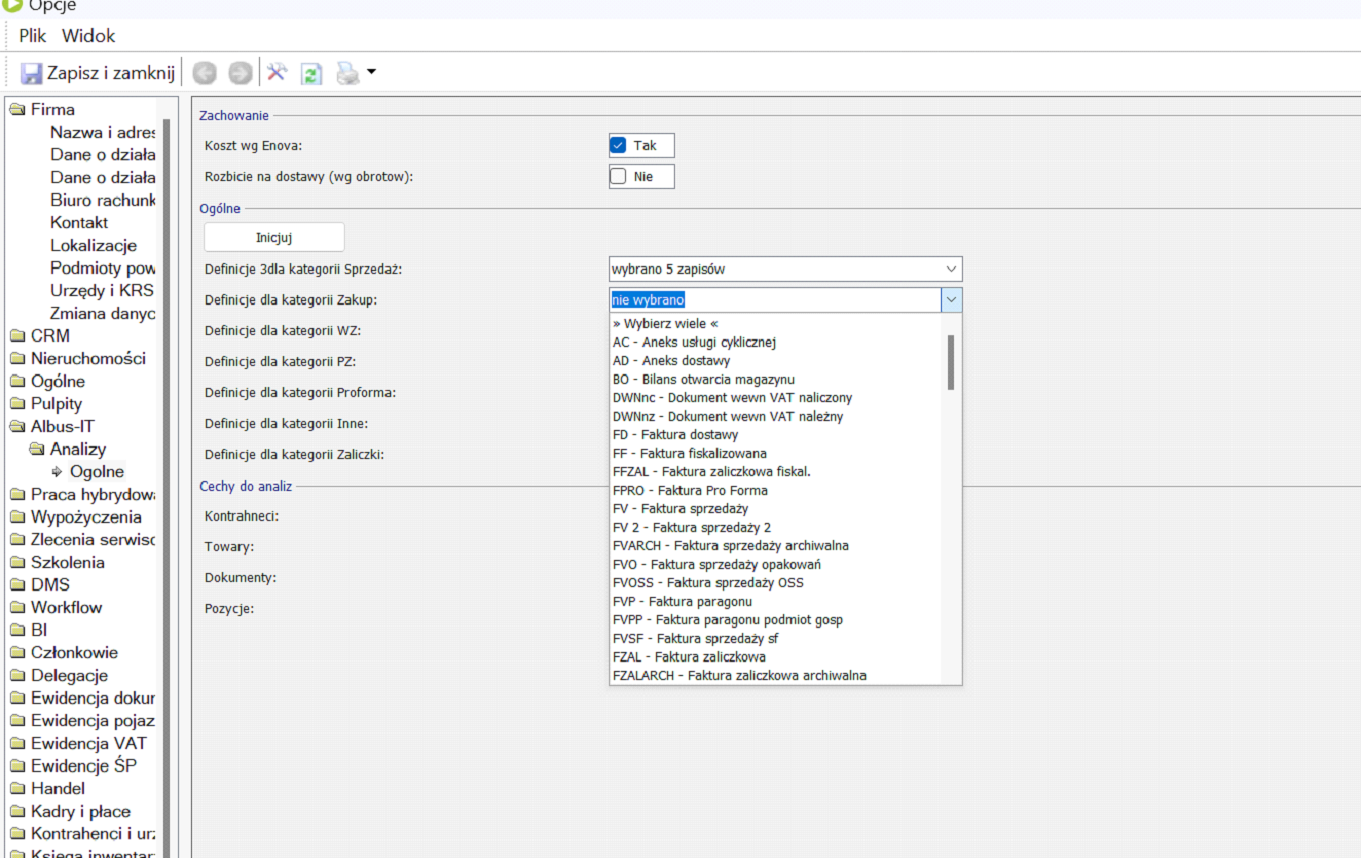 Opcje
Plik Widok
Zapisz i zamknij
Firma
Nazwa i adres
Dane o działa
Dane o działa
Biuro rachunk
Kontakt
Lokalizacje
Podmioty pow
Urzędy i KRS
Zmiana danyc
CRM
Nieruchomości
Ogólne
Pulpity
Albus-IT
Analizy
Ogolne
Praca hybrydowa
Wypożyczenia
Zlecenia serwisc
Szkolenia
DMS
Workflow
BI
Członkowie
Delegacje
Ewidencja dokur
Ewidencja pojaz
Ewidencja VAT
Ewidencje ŚP
Handel
Kadry i płace
Kontrahenci i urz
Księga inwentar
Zachowanie
Koszt wg Enova: Tak
Rozbicie na dostawy (wg obrotow): Nie
Ogólne
Inicjuj
Definicje 3dla kategorii Sprzedaż: wybrano 5 zapisów
Definicje dla kategorii Zakup: nie wybrano
Definicje dla kategorii WZ:
Definicje dla kategorii PZ:
Definicje dla kategorii Proforma:
Definicje dla kategorii Inne:
Definicje dla kategorii Zaliczki:
Cechy do analiz
Kontrahneci:
Towary:
Dokumenty:
Pozycje:
» Wybierz wiele «
AC - Aneks usługi cyklicznej
AD - Aneks dostawy
BO - Bilans otwarcia magazynu
DWNnc - Dokument wewn VAT naliczony
DWNnz - Dokument wewn VAT należny
FD - Faktura dostawy
FF - Faktura fiskalizowana
FFZAL - Faktura zaliczkowa fiskal.
FPRO - Faktura Pro Forma
FV - Faktura sprzedaży
FV 2 - Faktura sprzedaży 2
FVARCH - Faktura sprzedaży archiwalna
FVO - Faktura sprzedaży opakowań
FVOSS - Faktura sprzedaży OSS
FVP - Faktura paragonu
FVPP - Faktura paragonu podmiot gosp
FVSF - Faktura sprzedaży sf
FZAL - Faktura zaliczkowa
FZALARCH - Faktura zaliczkowa archiwalna